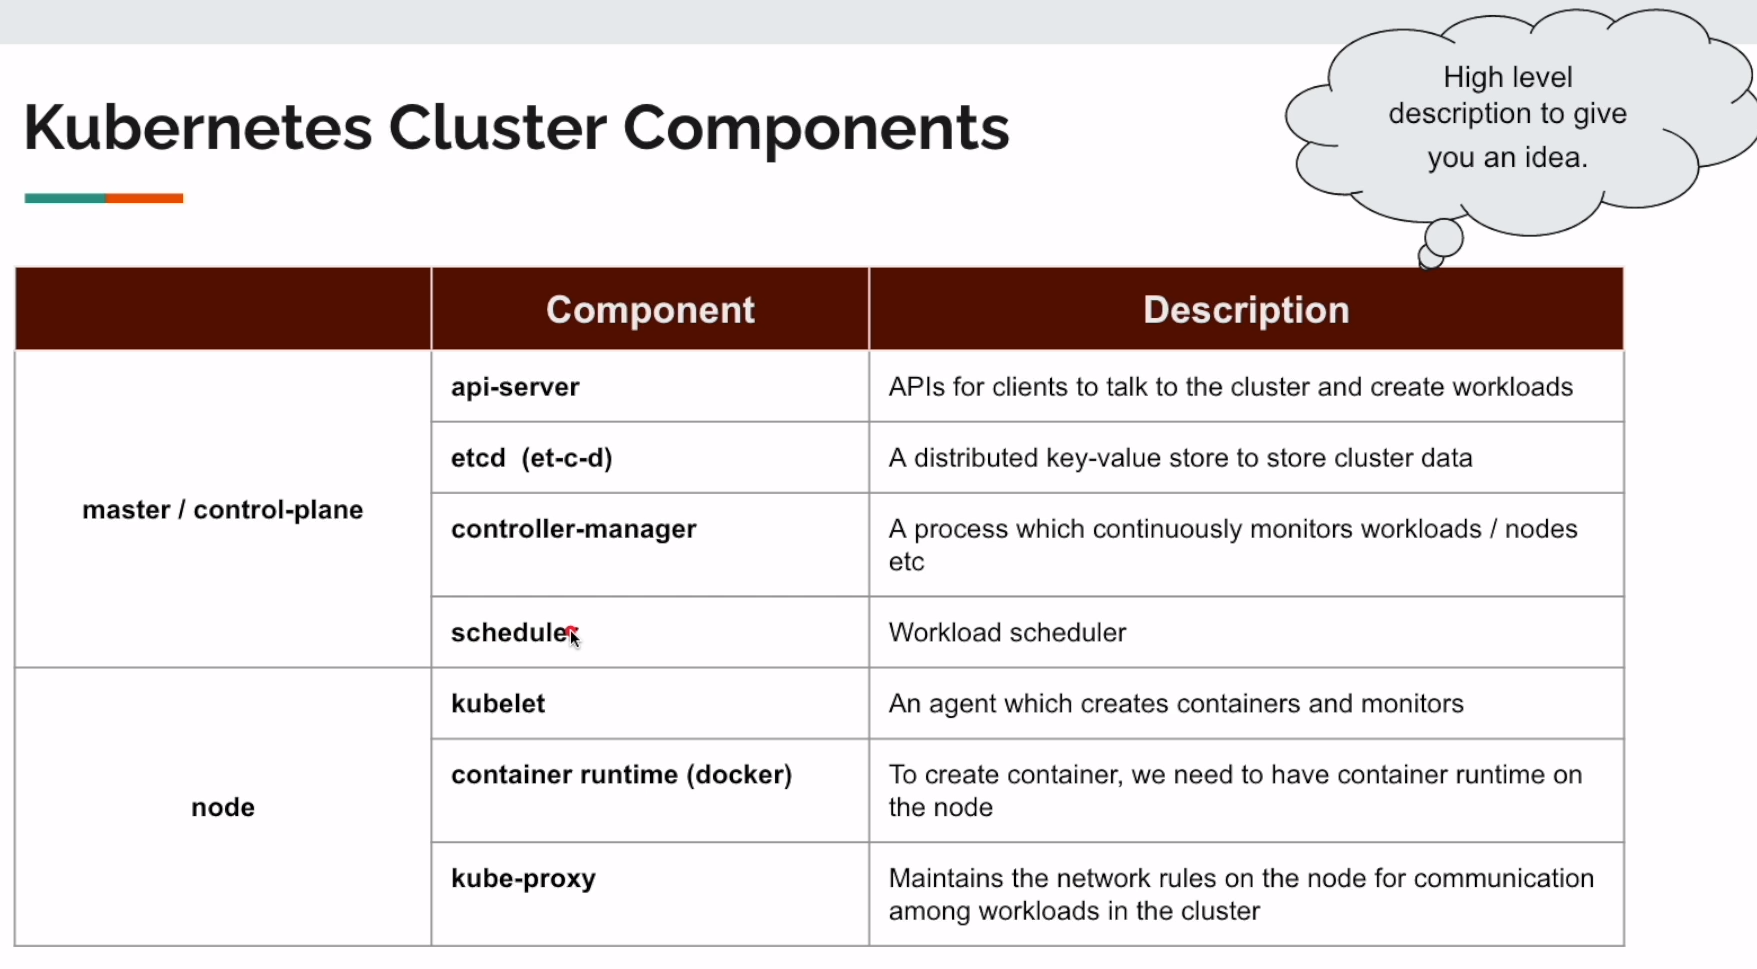 High level
description to give
you an idea.
Kubernetes Cluster Components
Component Description
master / control-plane
api-server APIs for clients to talk to the cluster and create workloads
etcd (et-c-d) A distributed key-value store to store cluster data
controller-manager A process which continuously monitors workloads / nodes
etc
scheduler Workload scheduler
node
kubelet An agent which creates containers and monitors
container runtime (docker) To create container, we need to have container runtime on
the node
kube-proxy Maintains the network rules on the node for communication
among workloads in the cluster